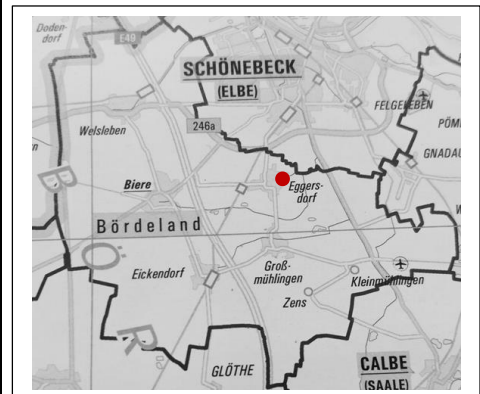 Doden-
dorf
E49
SCHÖNEBECK
(ELBE)
FELGELEBEN
Welsleben
246a
PÖM
GNADAU
Biere
Eggers-
dorf
B
Bördeland
Ö
Eickendorf
Groß-
mühlingen
Kleinmühlingen
Zens
R
GLÖTHE
CALBE
(SAALE)